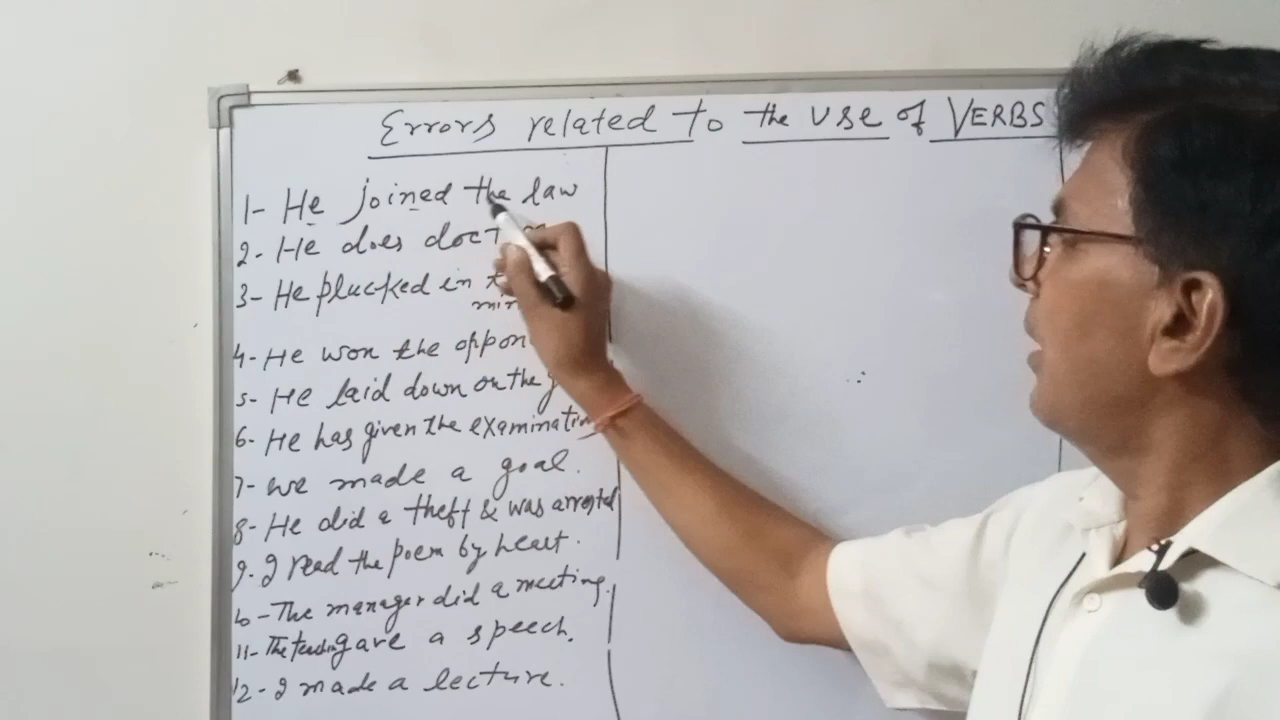 Errors related to the use of VERBS
1- He joined the law
2. He does doct
3- He plucked in
4- He won the oppon
5- He laid down on the
6- He has given the examination
7- we made a goal.
8- He did a theft & was arrested
9. I read the poem by heart.
10- The manager did a meeting.
11- The gave a speech.
12- I made a lecture.